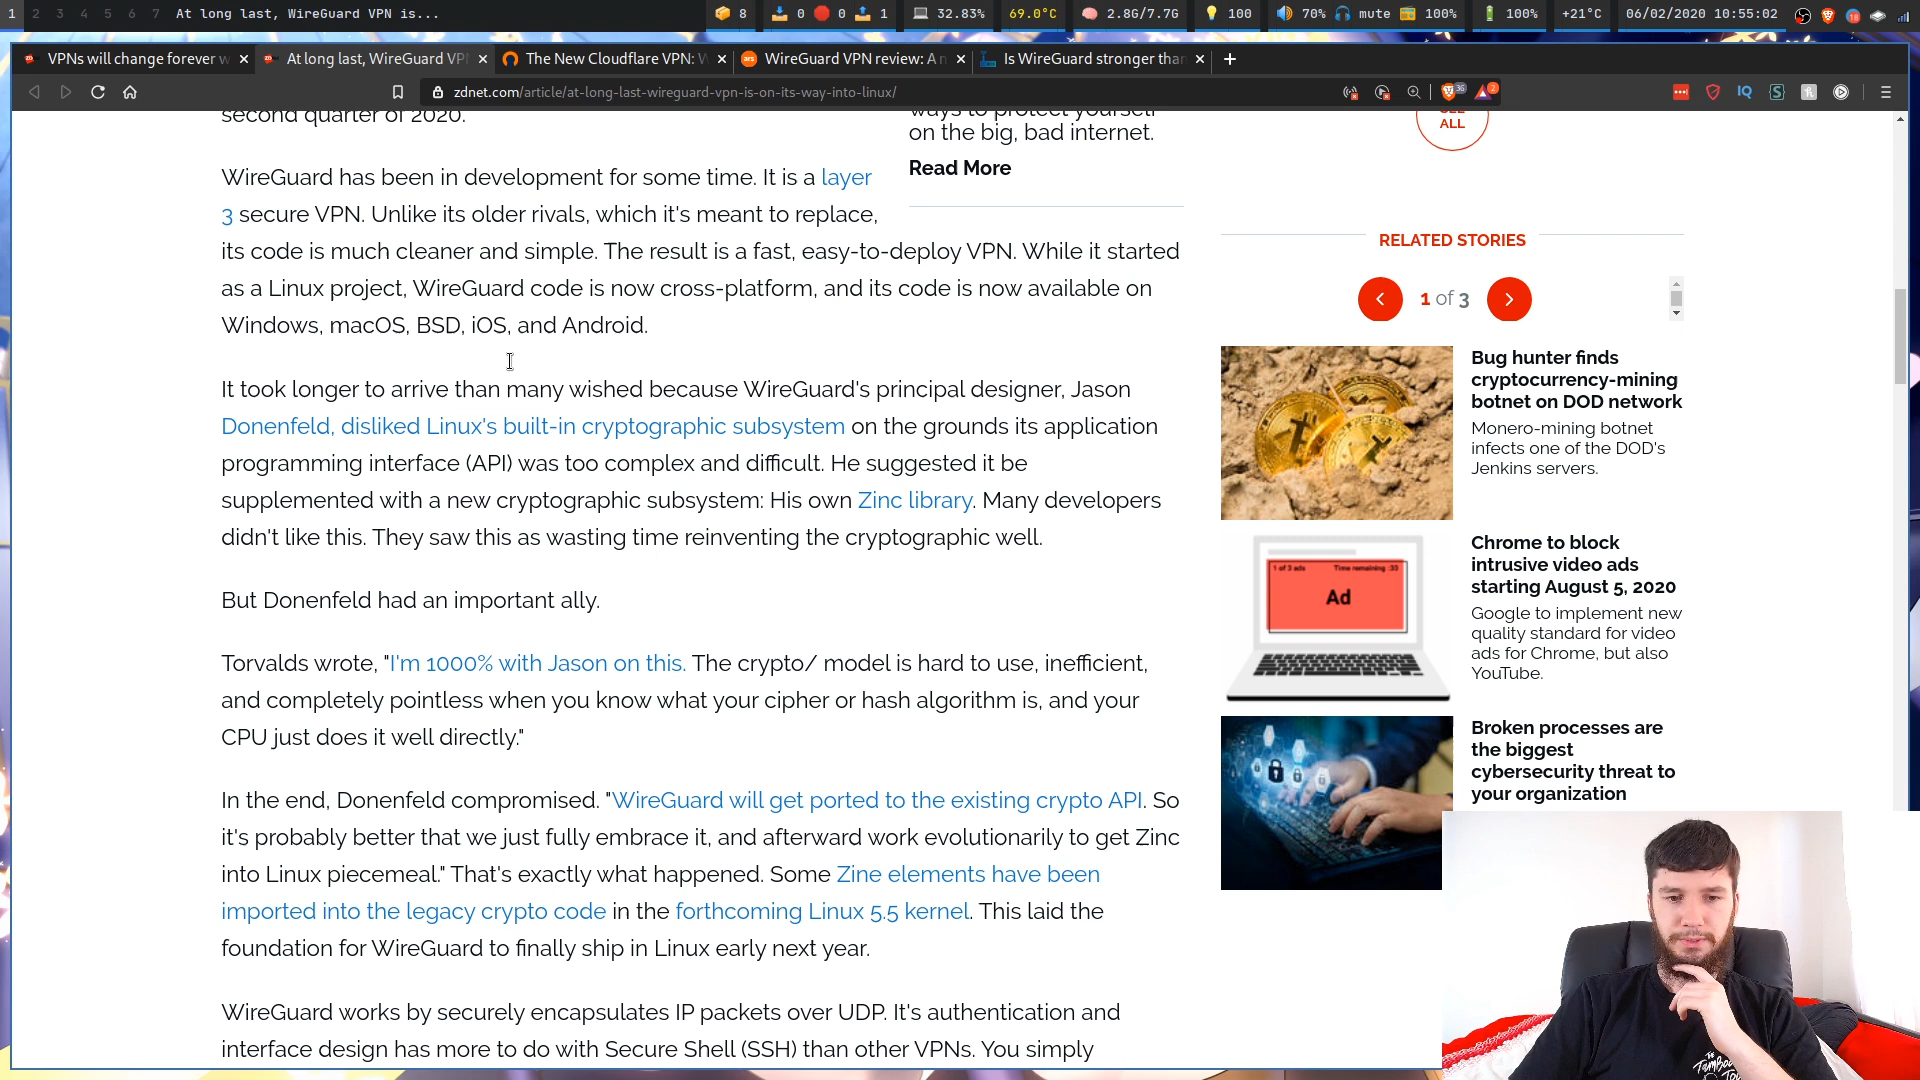 1 2 3 4 5 6 7 At long last, WireGuard VPN is... 8 0 0 1 32.83% 69.0°C 2.8G/7.7G 100 70% mute 100% 100% +21°C 06/02/2020 10:55:02
VPNs will change forever w At long last, WireGuard VPN The New Cloudflare VPN: W WireGuard VPN review: A n Is WireGuard stronger than
zdnet.com/article/at-long-last-wireguard-vpn-is-on-its-way-into-linux/
second quarter of 2020.
WireGuard has been in development for some time. It is a layer
3 secure VPN. Unlike its older rivals, which it's meant to replace,
its code is much cleaner and simple. The result is a fast, easy-to-deploy VPN. While it started
as a Linux project, WireGuard code is now cross-platform, and its code is now available on
Windows, macOS, BSD, iOS, and Android.
It took longer to arrive than many wished because WireGuard's principal designer, Jason
Donenfeld, disliked Linux's built-in cryptographic subsystem on the grounds its application
programming interface (API) was too complex and difficult. He suggested it be
supplemented with a new cryptographic subsystem: His own Zinc library. Many developers
didn't like this. They saw this as wasting time reinventing the cryptographic well.
But Donenfeld had an important ally.
Torvalds wrote, "I'm 1000% with Jason on this. The crypto/ model is hard to use, inefficient,
and completely pointless when you know what your cipher or hash algorithm is, and your
CPU just does it well directly."
In the end, Donenfeld compromised. "WireGuard will get ported to the existing crypto API. So
it's probably better that we just fully embrace it, and afterward work evolutionarily to get Zinc
into Linux piecemeal." That's exactly what happened. Some Zine elements have been
imported into the legacy crypto code in the forthcoming Linux 5.5 kernel. This laid the
foundation for WireGuard to finally ship in Linux early next year.
WireGuard works by securely encapsulates IP packets over UDP. It's authentication and
interface design has more to do with Secure Shell (SSH) than other VPNs. You simply
ways to protect yourself
on the big, bad internet.
Read More
SEE
ALL
RELATED STORIES
1 of 3
Bug hunter finds
cryptocurrency-mining
botnet on DOD network
Monero-mining botnet
infects one of the DOD's
Jenkins servers.
1 of 3 ads Time remaining :33
Ad
Chrome to block
intrusive video ads
starting August 5, 2020
Google to implement new
quality standard for video
ads for Chrome, but also
YouTube.
Broken processes are
the biggest
cybersecurity threat to
your organization